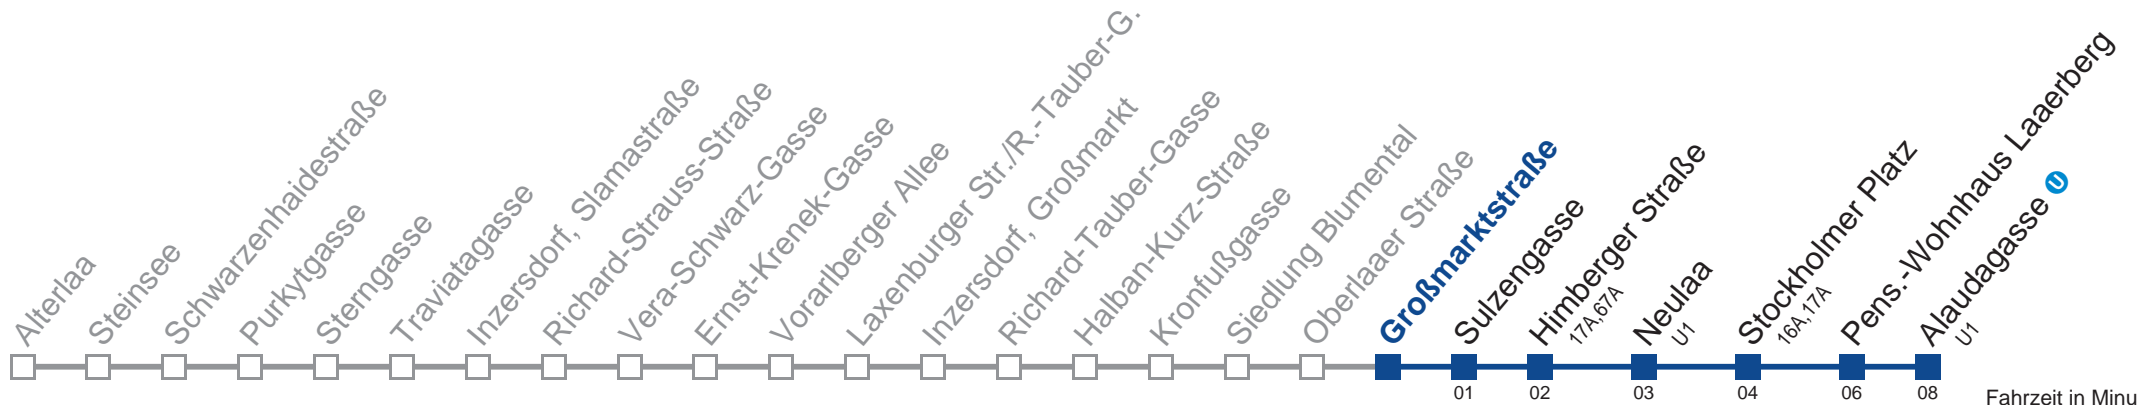 Alterlaa
Steinsee
Schwarzenhaidestraße
Purkytgasse
Sterngasse
Traviatagasse
Inzersdorf, Slamastraße
Richard-Strauss-Straße
Vera-Schwarz-Gasse
Ernst-Krenek-Gasse
Vorarlberger Allee
Laxenburger Str./R.-Tauber-G.
Inzersdorf, Großmarkt
Richard-Tauber-Gasse
Halban-Kurz-Straße
Kronfußgasse
Siedlung Blumental
Oberlaaer Straße
Großmarktstraße
Sulzengasse
Himberger Straße
17A,67A
Neulaa
U1
Stockholmer Platz
16A,17A
Pens.-Wohnhaus Laaerberg
Alaudagasse U
U1
01 02 03 04 06 08
Fahrzeit in Minu